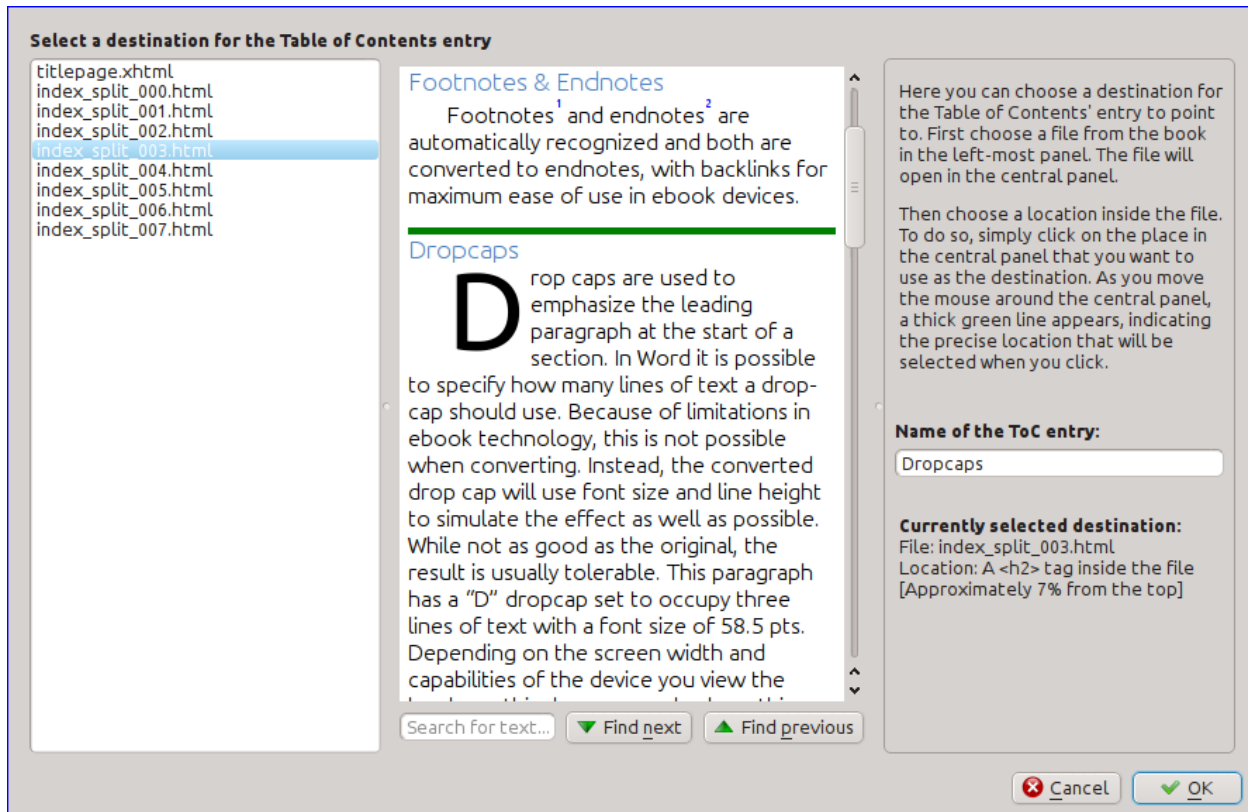 Select a destination for the Table of Contents entry
titlepage.xhtml
index_split_000.html
index_split_001.html
index_split_002.html
index_split_003.html
index_split_004.html
index_split_005.html
index_split_006.html
index_split_007.html
Footnotes & Endnotes
Footnotes1 and endnotes2 are
automatically recognized and both are
converted to endnotes, with backlinks for
maximum ease of use in ebook devices.
Dropcaps
Drop caps are used to
emphasize the leading
paragraph at the start of a
section. In Word it is possible
to specify how many lines of text a drop-
cap should use. Because of limitations in
ebook technology, this is not possible
when converting. Instead, the converted
drop cap will use font size and line height
to simulate the effect as well as possible.
While not as good as the original, the
result is usually tolerable. This paragraph
has a “D” dropcap set to occupy three
lines of text with a font size of 58.5 pts.
Depending on the screen width and
capabilities of the device you view the
Search for text...
Find next
Find previous
Here you can choose a destination for
the Table of Contents' entry to point
to. First choose a file from the book
in the left-most panel. The file will
open in the central panel.
Then choose a location inside the file.
To do so, simply click on the place in
the central panel that you want to
use as the destination. As you move
the mouse around the central panel,
a thick green line appears, indicating
the precise location that will be
selected when you click.
Name of the ToC entry:
Dropcaps
Currently selected destination:
File: index_split_003.html
Location: A <h2> tag inside the file
[Approximately 7% from the top]
Cancel
OK